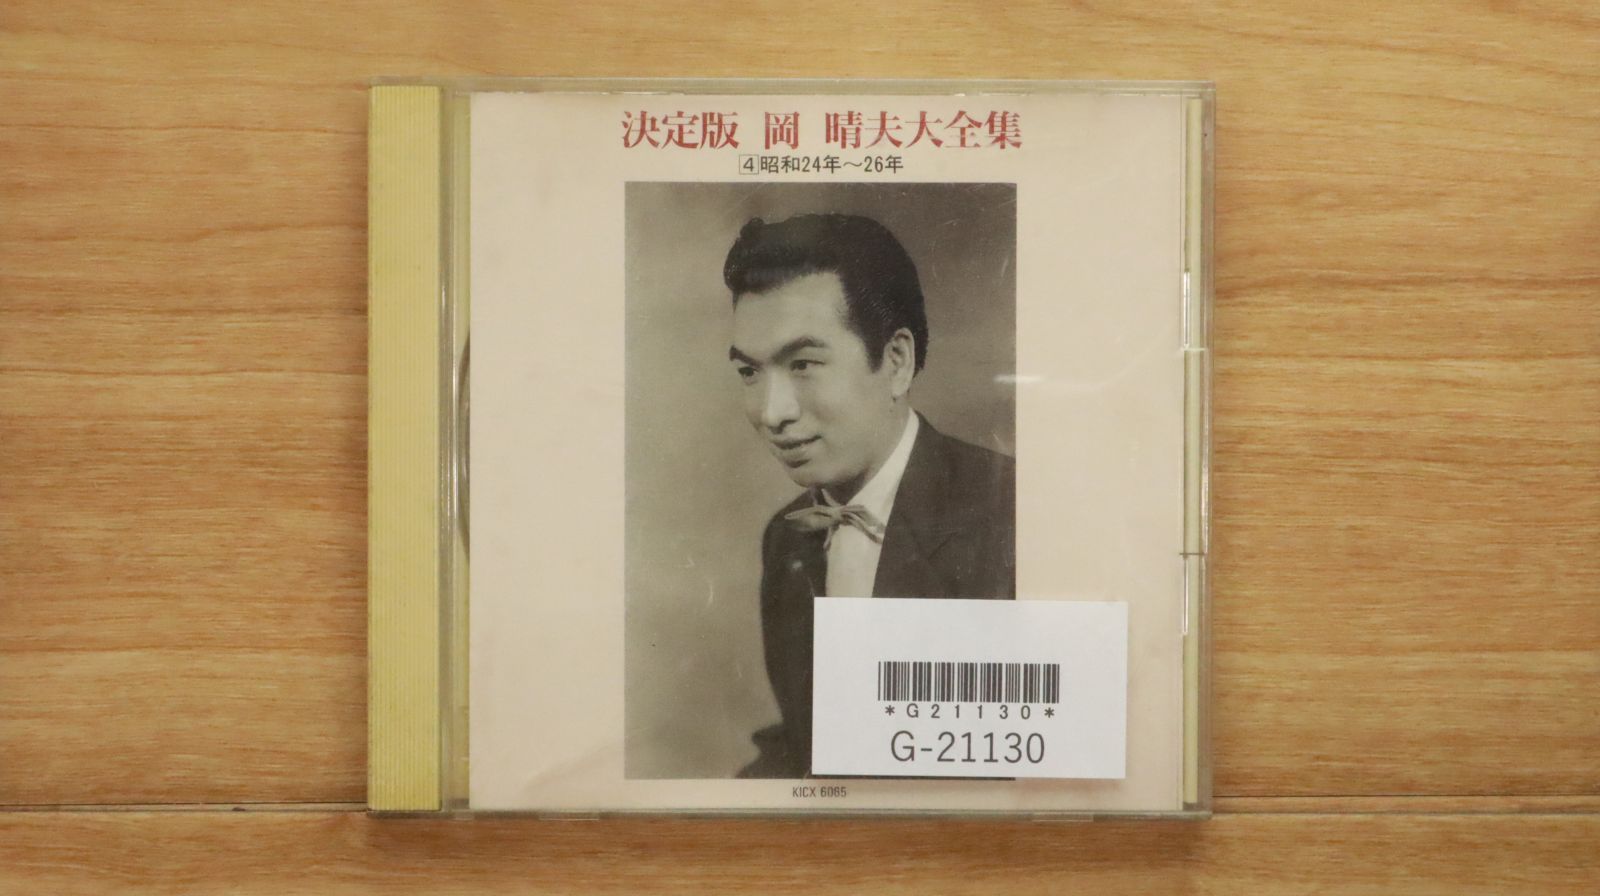 決定版 岡 晴夫大全集
4昭和24年～26年
*G21130*
G-21130
KICX 6065